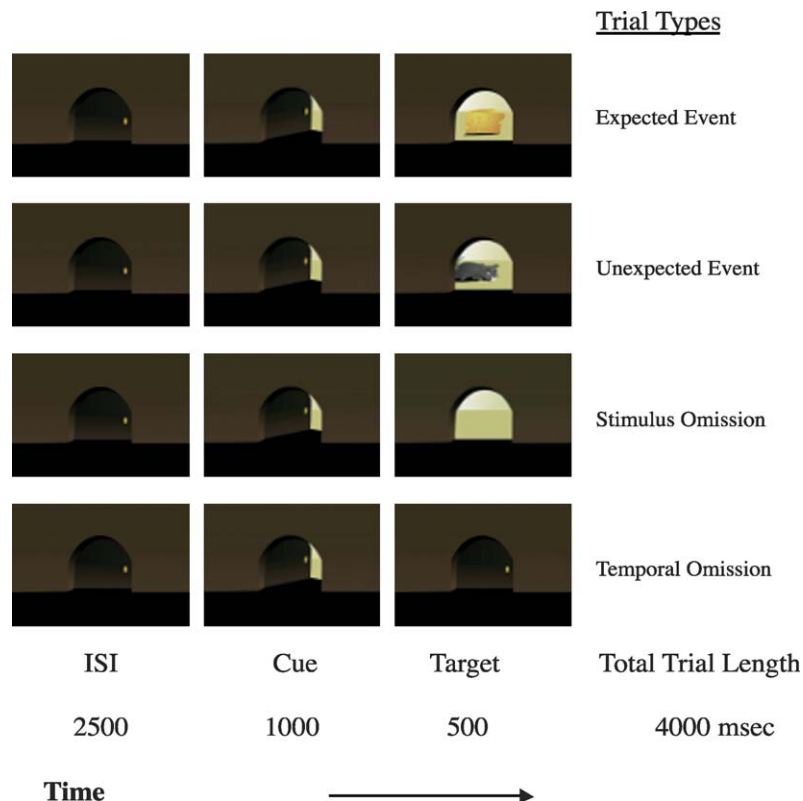 Trial Types
Expected Event
Unexpected Event
Stimulus Omission
Temporal Omission
ISI Cue Target Total Trial Length
2500 1000 500 4000 msec
Time